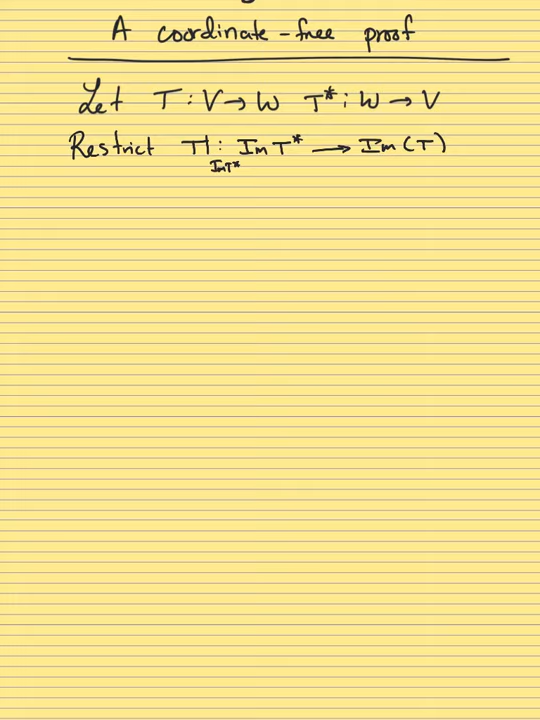 A coordinate-free proof
Let T: V → W T*: W → V
Restrict T|: Im T* → Im (T)
Im T*